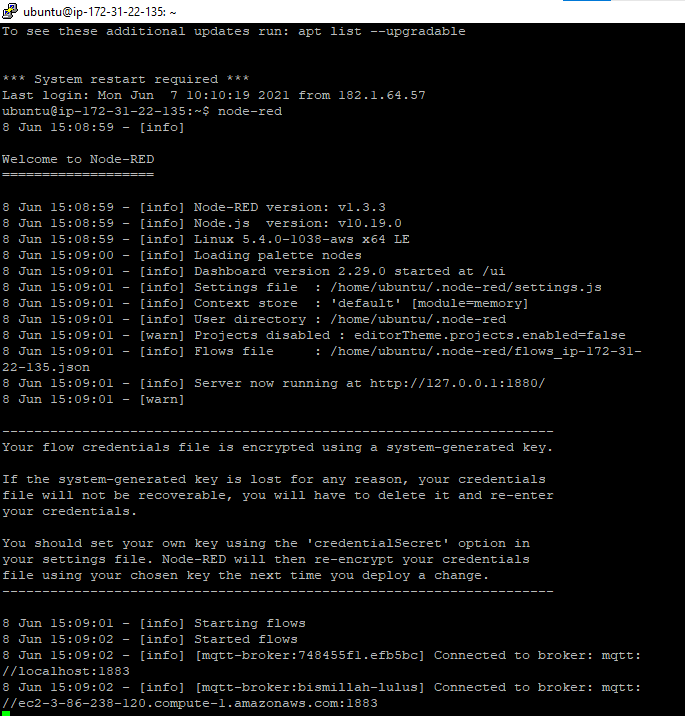 ubuntu@ip-172-31-22-135: ~
To see these additional updates run: apt list --upgradable
*** System restart required ***
Last login: Mon Jun  7 10:10:19 2021 from 182.1.64.57
ubuntu@ip-172-31-22-135:~$ node-red
8 Jun 15:08:59 - [info]
Welcome to Node-RED
===================
8 Jun 15:08:59 - [info] Node-RED version: v1.3.3
8 Jun 15:08:59 - [info] Node.js  version: v10.19.0
8 Jun 15:08:59 - [info] Linux 5.4.0-1038-aws x64 LE
8 Jun 15:09:00 - [info] Loading palette nodes
8 Jun 15:09:01 - [info] Dashboard version 2.29.0 started at /ui
8 Jun 15:09:01 - [info] Settings file  : /home/ubuntu/.node-red/settings.js
8 Jun 15:09:01 - [info] Context store  : 'default' [module=memory]
8 Jun 15:09:01 - [info] User directory : /home/ubuntu/.node-red
8 Jun 15:09:01 - [warn] Projects disabled : editorTheme.projects.enabled=false
8 Jun 15:09:01 - [info] Flows file     : /home/ubuntu/.node-red/flows_ip-172-31-
22-135.json
8 Jun 15:09:01 - [info] Server now running at http://127.0.0.1:1880/
8 Jun 15:09:01 - [warn]
---------------------------------------------------------------------
Your flow credentials file is encrypted using a system-generated key.
If the system-generated key is lost for any reason, your credentials
file will not be recoverable, you will have to delete it and re-enter
your credentials.
You should set your own key using the 'credentialSecret' option in
your settings file. Node-RED will then re-encrypt your credentials
file using your chosen key the next time you deploy a change.
---------------------------------------------------------------------
8 Jun 15:09:01 - [info] Starting flows
8 Jun 15:09:02 - [info] Started flows
8 Jun 15:09:02 - [info] [mqtt-broker:748455f1.efb5bc] Connected to broker: mqtt:
//localhost:1883
8 Jun 15:09:02 - [info] [mqtt-broker:bismillah-lulus] Connected to broker: mqtt:
//ec2-3-86-238-120.compute-1.amazonaws.com:1883